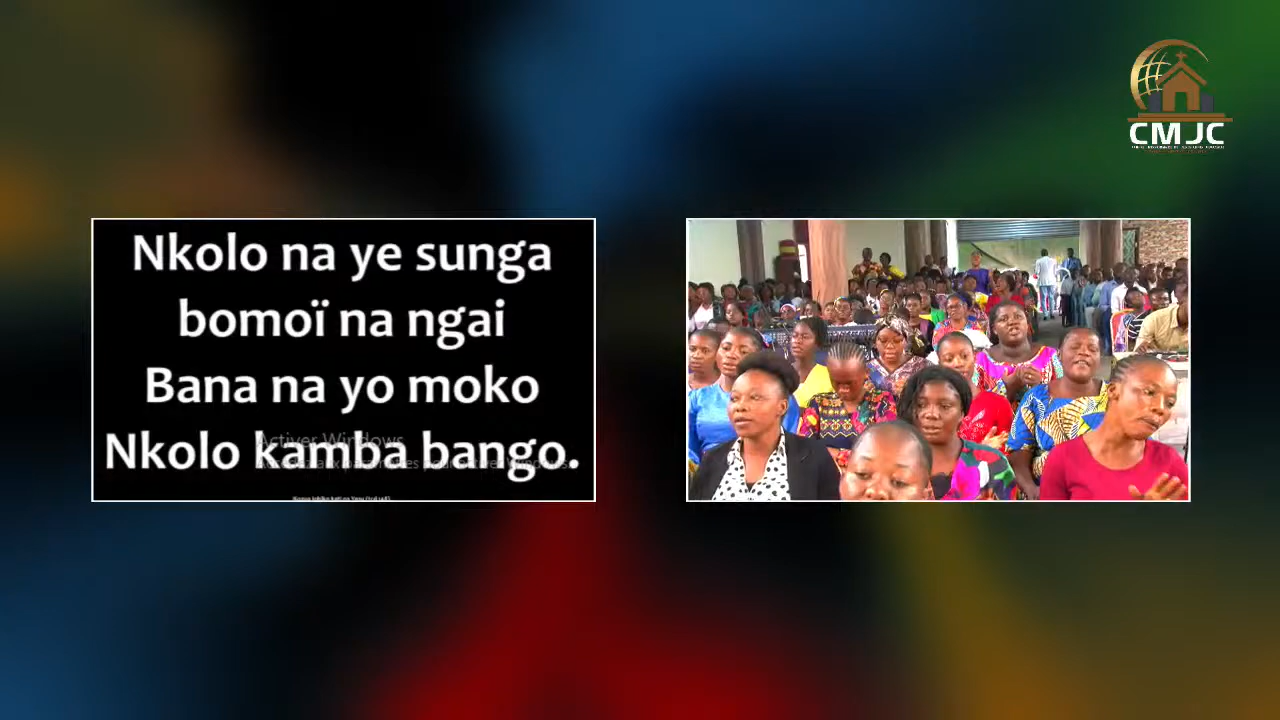 Nkolo na ye sunga
bomoï na ngai
Bana na yo moko
Nkolo kamba bango.
Activer Windows
CMJC